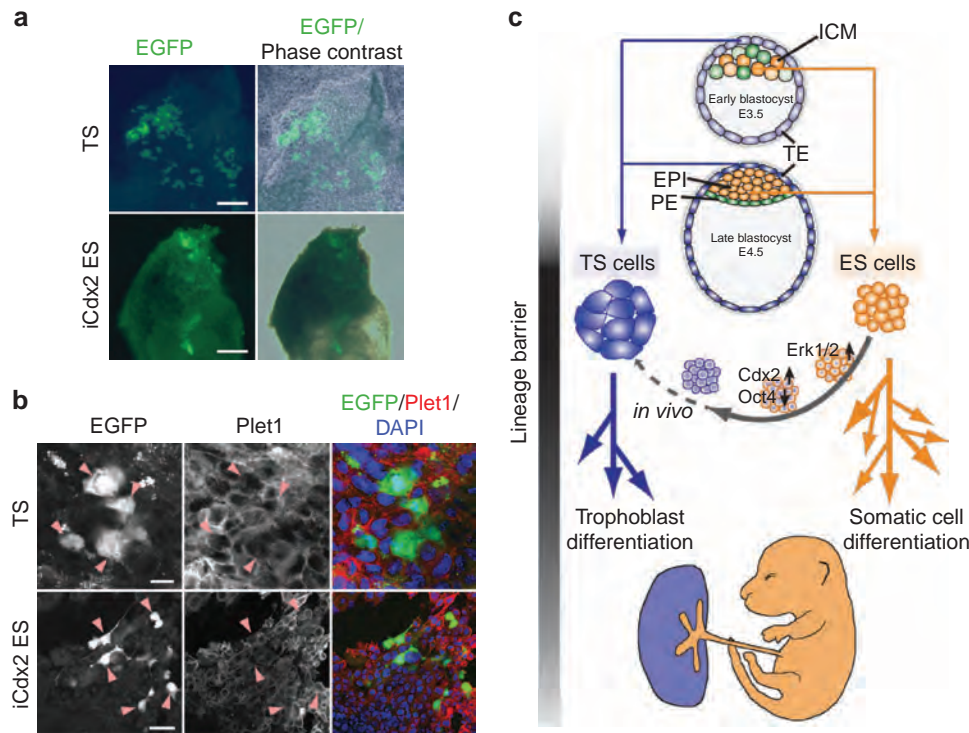 a
EGFP
EGFP/
Phase contrast
TS
iCdx2 ES
b
EGFP
Plet1
EGFP/Plet1/
DAPI
TS
iCdx2 ES
c
ICM
Early blastocyst
E3.5
TE
EPI
PE
Late blastocyst
E4.5
TS cells
ES cells
Lineage barrier
Erk1/2
Cdx2
Oct4
in vivo
Trophoblast
differentiation
Somatic cell
differentiation